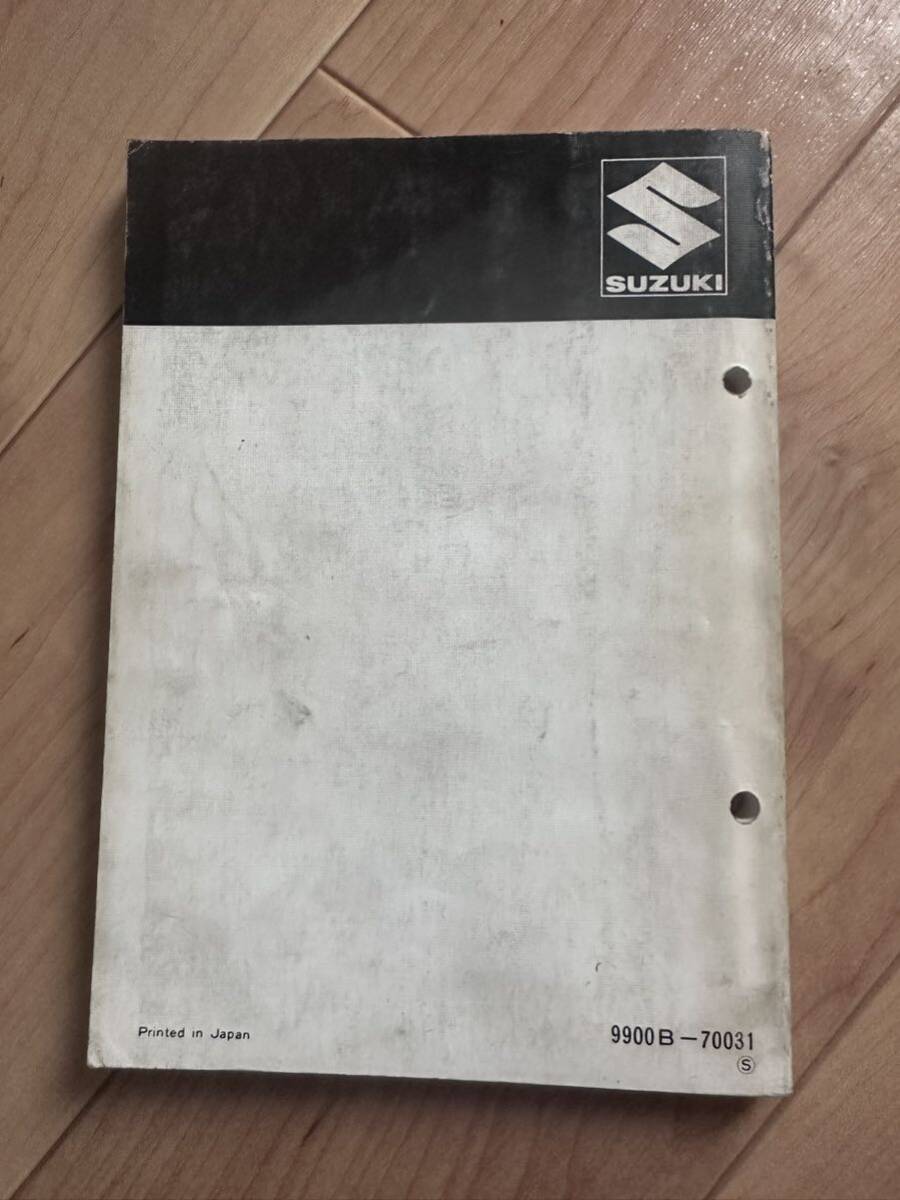 SUZUKI
Printed in Japan
9900B-70031
Ⓢ